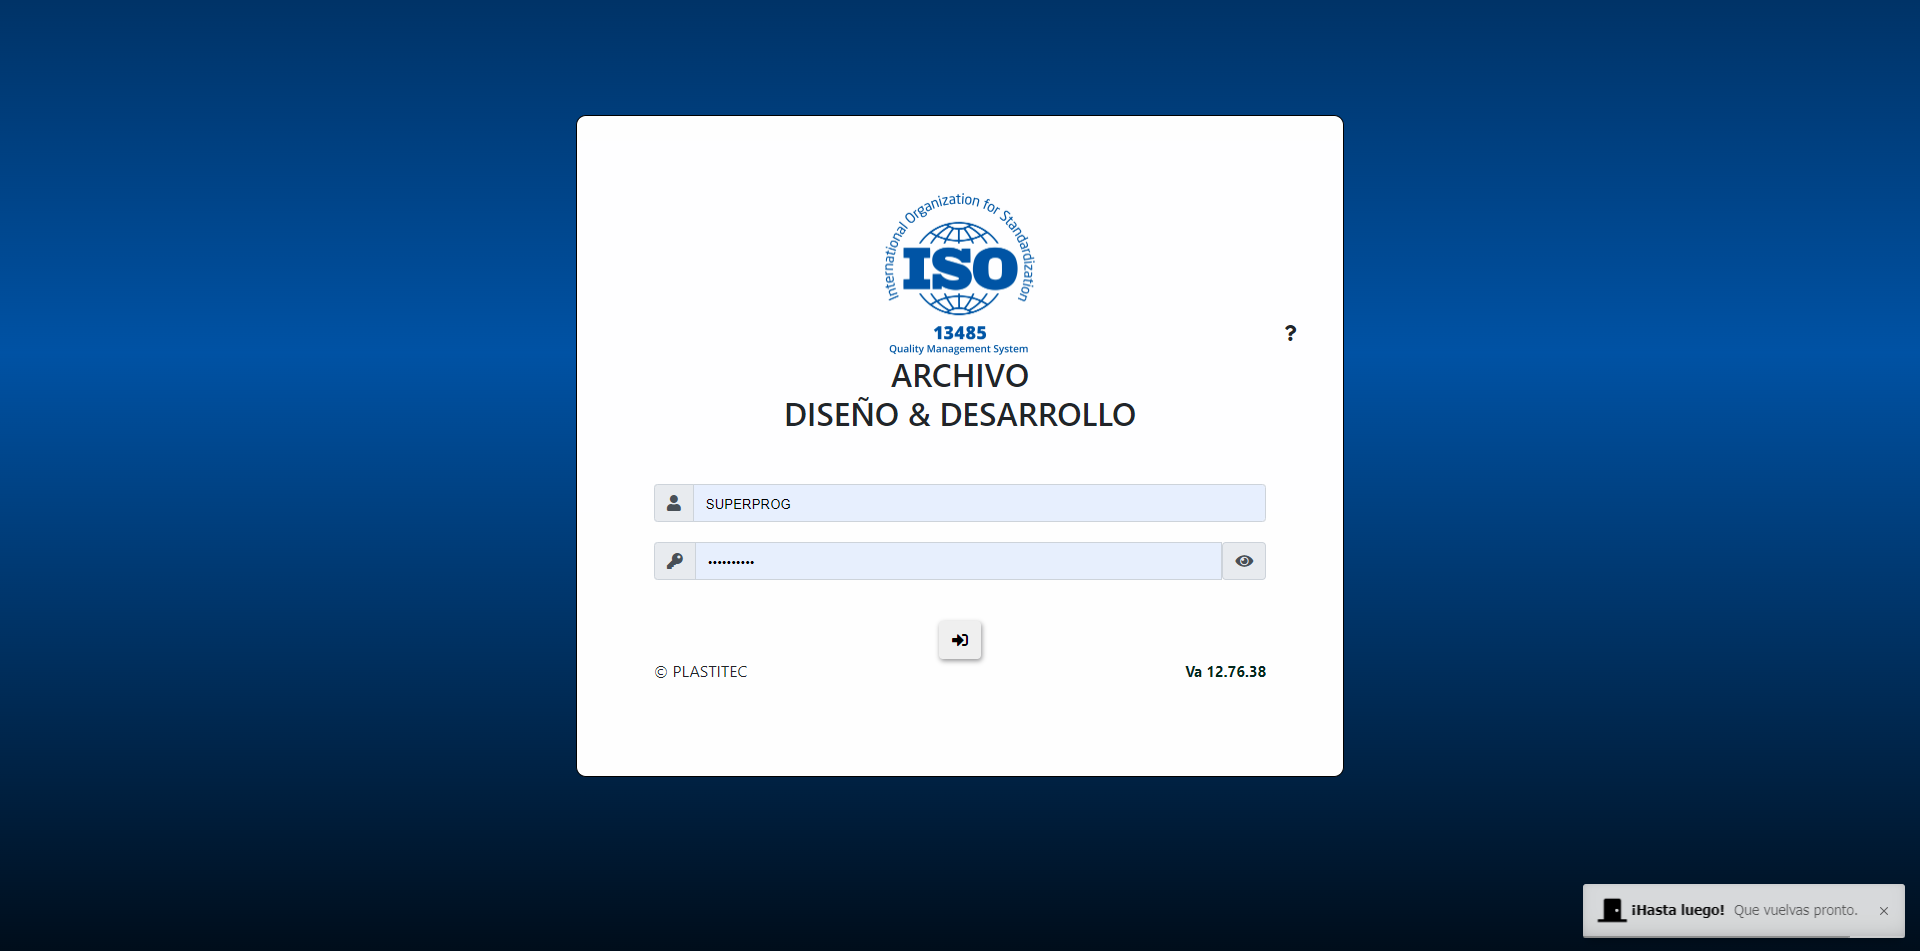 International Organization for Standardization
ISO
13485
Quality Management System
?
ARCHIVO
DISEÑO & DESARROLLO
SUPERPROG
••••••••••
© PLASTITEC
Va 12.76.38
¡Hasta luego! Que vuelvas pronto. ×